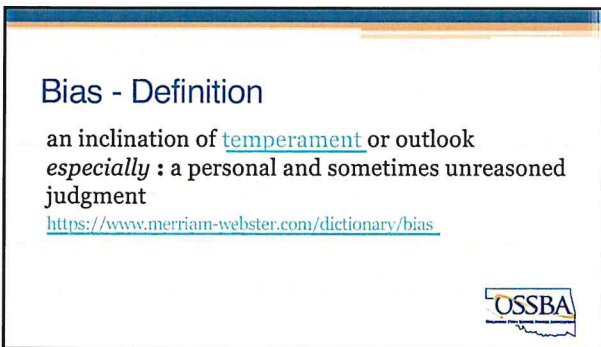 Bias - Definition
an inclination of temperament or outlook
especially : a personal and sometimes unreasoned
judgment
https://www.merriam-webster.com/dictionary/bias
OSSBA